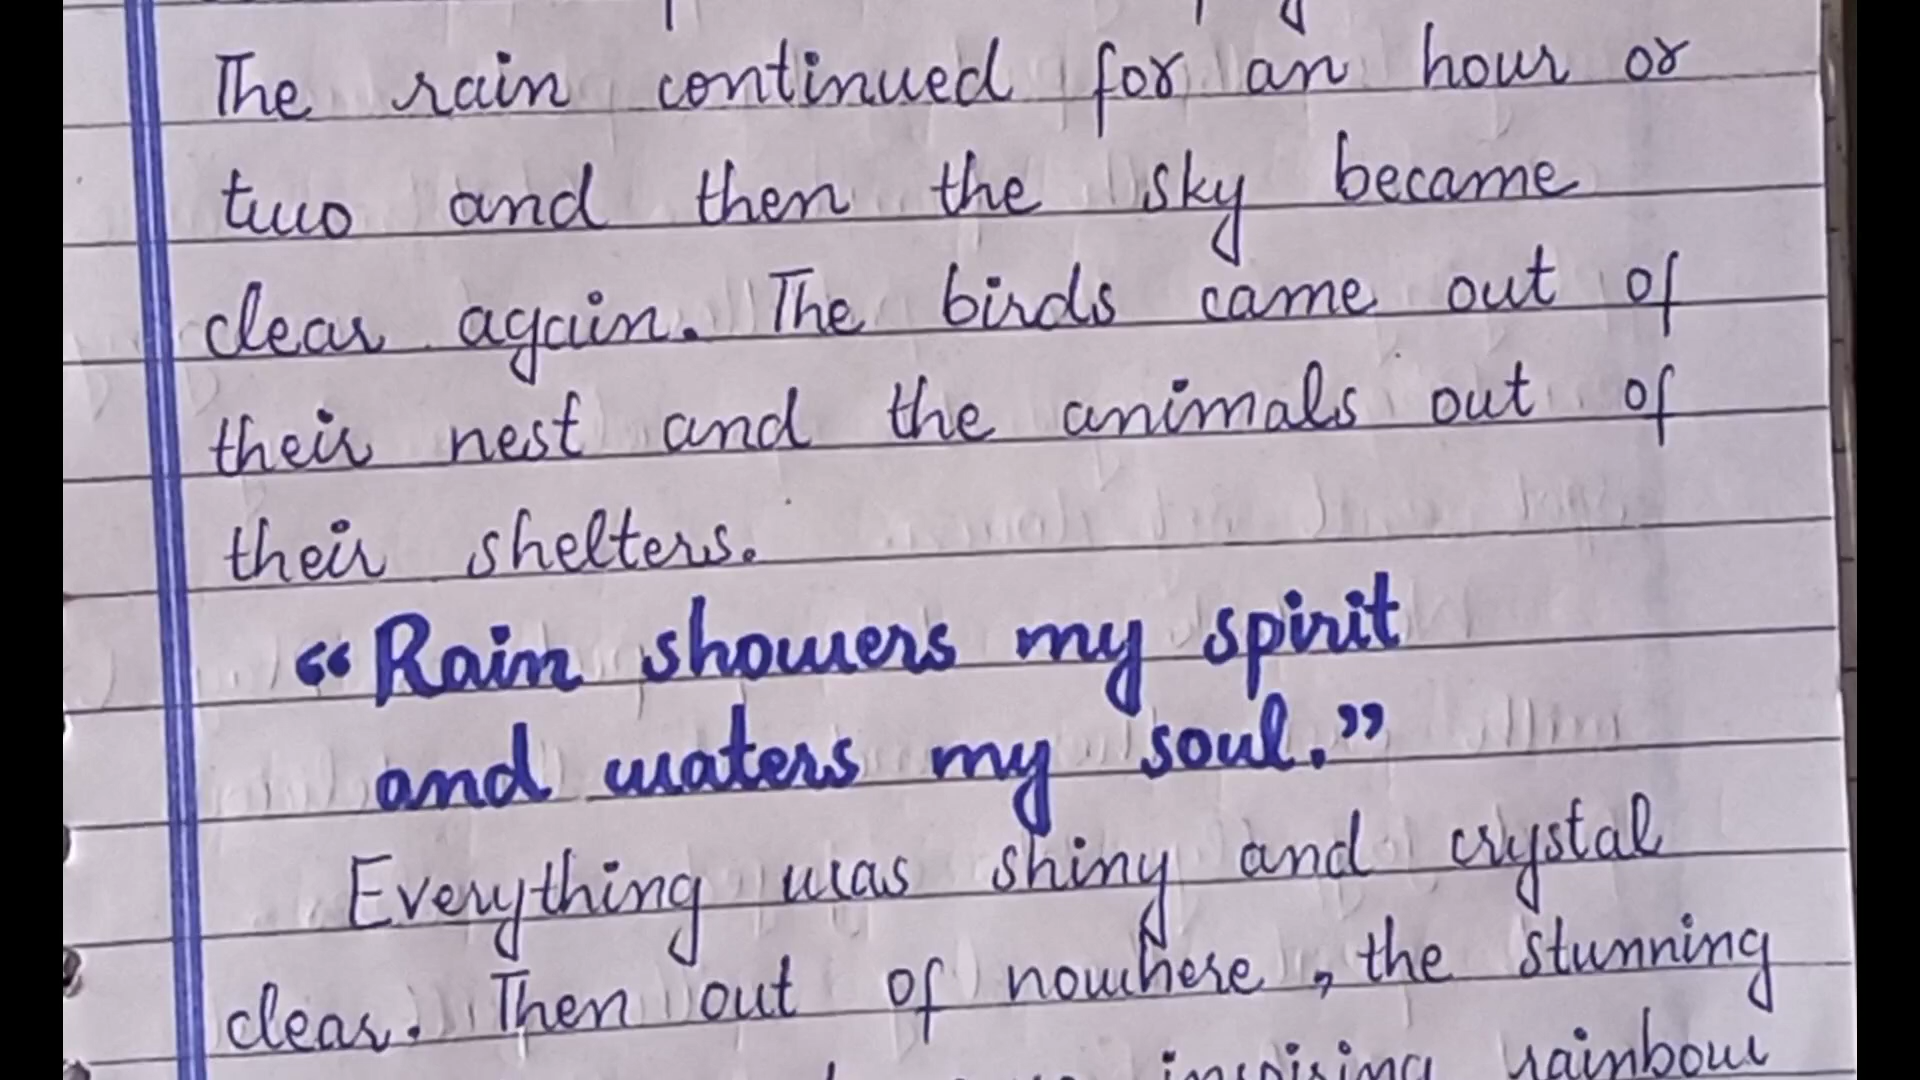 The rain continued for an hour or
two and then the sky became
clear again. The birds came out of
their nest and the animals out of
their shelters.
“Rain showers my spirit
and waters my soul.”
Everything was shiny and crystal
clear. Then out of nowhere, the stunning
inspiring rainbow